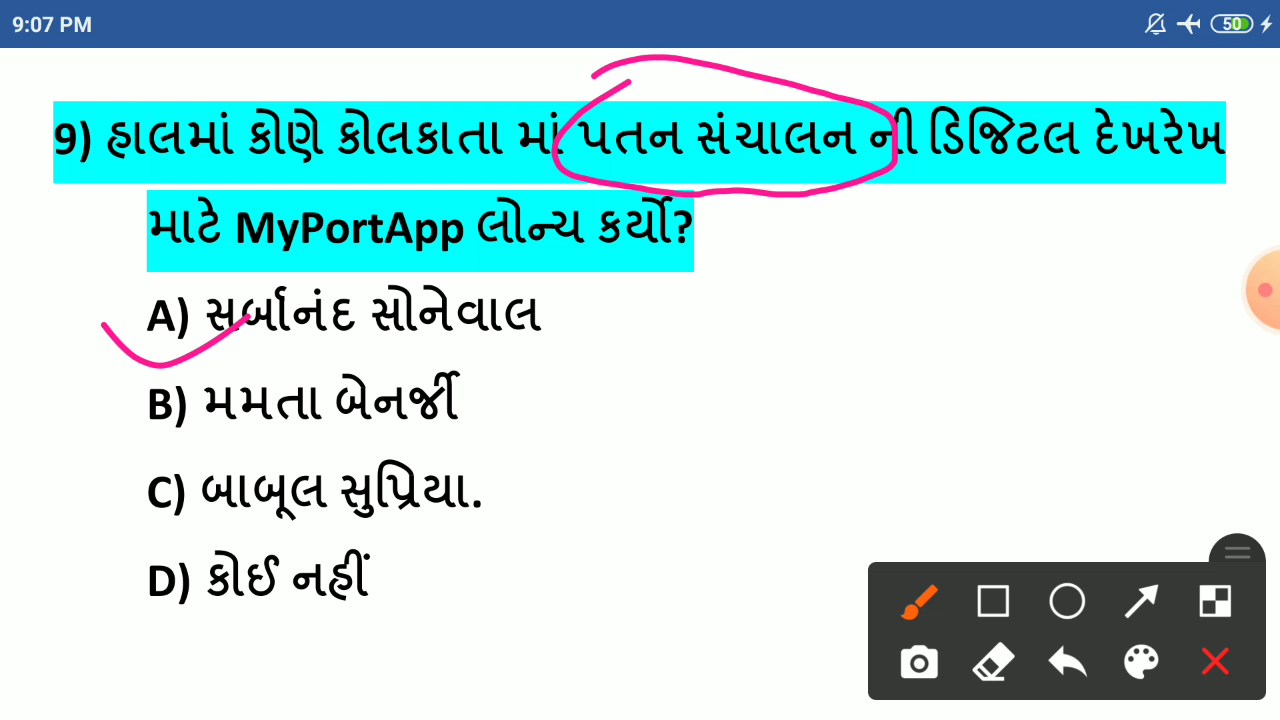 9:07 PM
50
9) હાલમાં કોણે કોલકાતા માં પતન સંચાલન ની ડિજિટલ દેખરેખ
માટે MyPortApp લોન્ચ કર્યો?
A) સર્બાનંદ સોનેવાલ
B) મમતા બેનર્જી
C) બાબૂલ સુપ્રિયા.
D) કોઈ નહીં